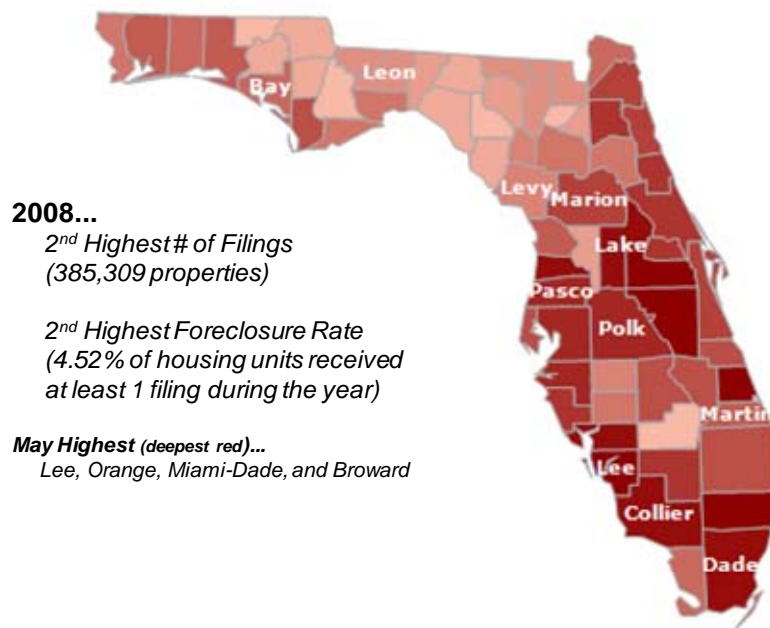 Bay
Leon
Levy
Marion
Lake
Pasco
Polk
Martin
Lee
Collier
Dade
2008...
2nd Highest # of Filings
(385,309 properties)
2nd Highest Foreclosure Rate
(4.52% of housing units received
at least 1 filing during the year)
May Highest (deepest red)...
Lee, Orange, Miami-Dade, and Broward